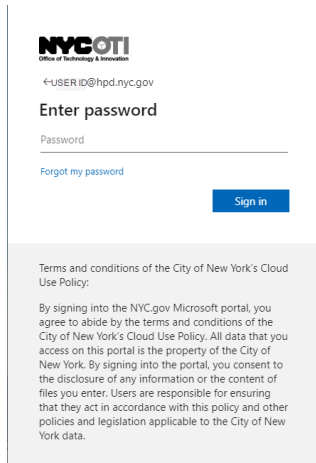 NYCOTI
Office of Technology & Innovation
←USER ID@hpd.nyc.gov
Enter password
Password
Forgot my password
Sign in
Terms and conditions of the City of New York's Cloud
Use Policy:
By signing into the NYC.gov Microsoft portal, you
agree to abide by the terms and conditions of the
City of New York's Cloud Use Policy. All data that you
access on this portal is the property of the City of
New York. By signing into the portal, you consent to
the disclosure of any information or the content of
files you enter. Users are responsible for ensuring
that they act in accordance with this policy and other
policies and legislation applicable to the City of New
York data.